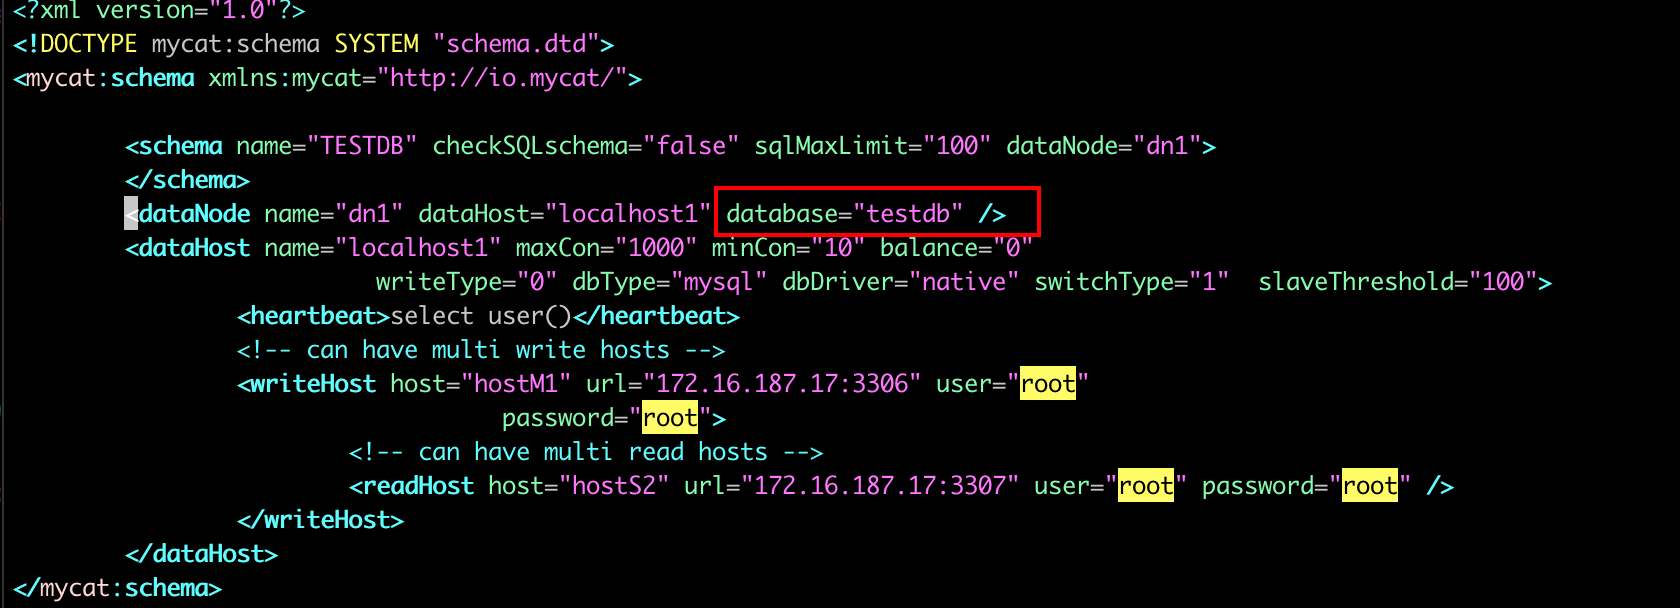 <?xml version="1.0"?>
<!DOCTYPE mycat:schema SYSTEM "schema.dtd">
<mycat:schema xmlns:mycat="http://io.mycat/">
<schema name="TESTDB" checkSQLschema="false" sqlMaxLimit="100" dataNode="dn1">
</schema>
<dataNode name="dn1" dataHost="localhost1" database="testdb" />
<dataHost name="localhost1" maxCon="1000" minCon="10" balance="0"
writeType="0" dbType="mysql" dbDriver="native" switchType="1"  slaveThreshold="100">
<heartbeat>select user()</heartbeat>
<!-- can have multi write hosts -->
<writeHost host="hostM1" url="172.16.187.17:3306" user="root"
password="root">
<!-- can have multi read hosts -->
<readHost host="hostS2" url="172.16.187.17:3307" user="root" password="root" />
</writeHost>
</dataHost>
</mycat:schema>